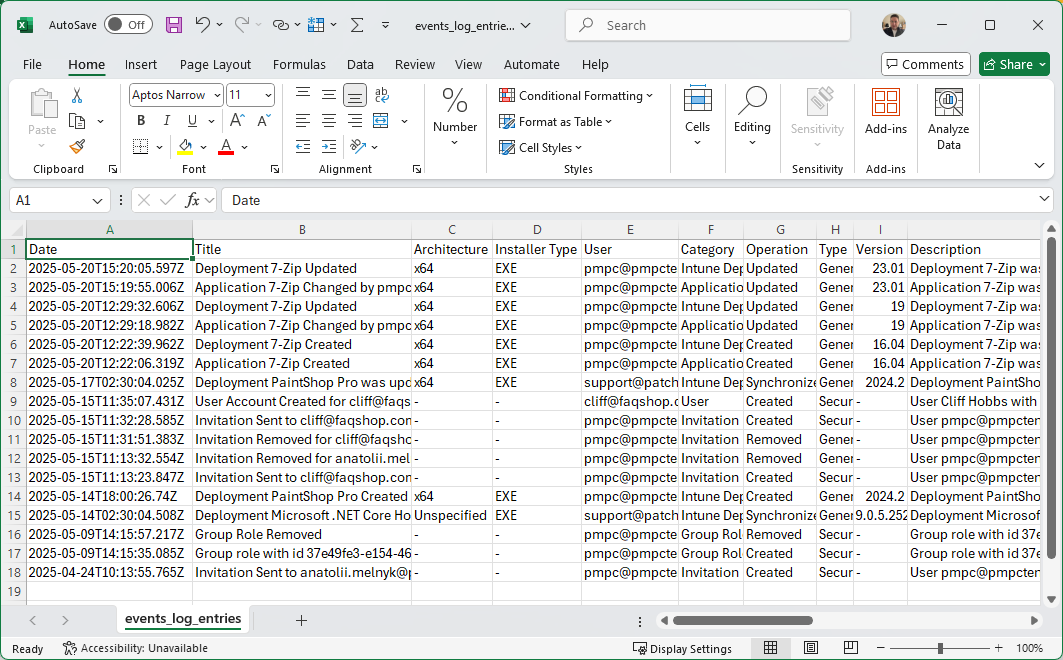 AutoSave Off events_log_entrie... Search
File Home Insert Page Layout Formulas Data Review View Automate Help Comments Share
Paste Aptos Narrow 11 ab Number Conditional Formatting Cells Editing Sensitivity Add-ins Analyze Data
B I U A A Format as Table
A Cell Styles
Clipboard Font Alignment Styles Sensitivity Add-ins
A1 fx Date
A B C D E F G H I
1 Date Title Architecture Installer Type User Category Operation Type Version Description
2 2025-05-20T15:20:05.597Z Deployment 7-Zip Updated x64 EXE pmpc@pmpcte Intune Dep Updated Gener 23.01 Deployment 7-Zip was
3 2025-05-20T15:19:55.006Z Application 7-Zip Changed by pmpc x64 EXE pmpc@pmpcte Applicatio Updated Gener 23.01 Application 7-Zip was
4 2025-05-20T12:29:32.606Z Deployment 7-Zip Updated x64 EXE pmpc@pmpcte Intune Dep Updated Gener 19 Deployment 7-Zip was
5 2025-05-20T12:29:18.982Z Application 7-Zip Changed by pmpc x64 EXE pmpc@pmpcte Applicatio Updated Gener 19 Application 7-Zip was
6 2025-05-20T12:22:39.962Z Deployment 7-Zip Created x64 EXE pmpc@pmpcte Intune Dep Created Gener 16.04 Deployment 7-Zip was
7 2025-05-20T12:22:06.319Z Application 7-Zip Created x64 EXE pmpc@pmpcte Applicatio Created Gener 16.04 Application 7-Zip was
8 2025-05-17T02:30:04.025Z Deployment PaintShop Pro was upd x64 EXE support@patch Intune Dep Synchronize Gener 2024.2 Deployment PaintSho
9 2025-05-15T11:35:07.431Z User Account Created for cliff@faqs - - cliff@faqshop.c User Created Secur - User Cliff Hobbs with
10 2025-05-15T11:32:28.585Z Invitation Sent to cliff@faqshop.con - - pmpc@pmpcte Invitation Created Secur - User pmpc@pmpcten
11 2025-05-15T11:31:51.383Z Invitation Removed for cliff@faqsho - - pmpc@pmpcte Invitation Removed Gener - User pmpc@pmpcten
12 2025-05-15T11:13:32.554Z Invitation Removed for anatolii.mel - - pmpc@pmpcte Invitation Removed Gener - User pmpc@pmpcten
13 2025-05-15T11:13:23.847Z Invitation Sent to cliff@faqshop.con - - pmpc@pmpcte Invitation Created Secur - User pmpc@pmpcten
14 2025-05-14T18:00:26.74Z Deployment PaintShop Pro Created x64 EXE pmpc@pmpcte Intune Dep Created Gener 2024.2 Deployment PaintSho
15 2025-05-14T02:30:04.508Z Deployment Microsoft .NET Core Ho Unspecified EXE support@patch Intune Dep Synchronize Gener 9.0.5.252 Deployment Microsof
16 2025-05-09T14:15:57.217Z Group Role Removed - - pmpc@pmpcte Group Rol Removed Secur - Group role with id 37e
17 2025-05-09T14:15:35.085Z Group role with id 37e49fe3-e154-46 - - pmpc@pmpcte Group Rol Created Secur - Group role with id 37e
18 2025-04-24T10:13:55.765Z Invitation Sent to anatolii.melnyk@p - - pmpc@pmpcte Invitation Created Secur - User pmpc@pmpcten
19
events_log_entries
Ready Accessibility: Unavailable Display Settings 100%